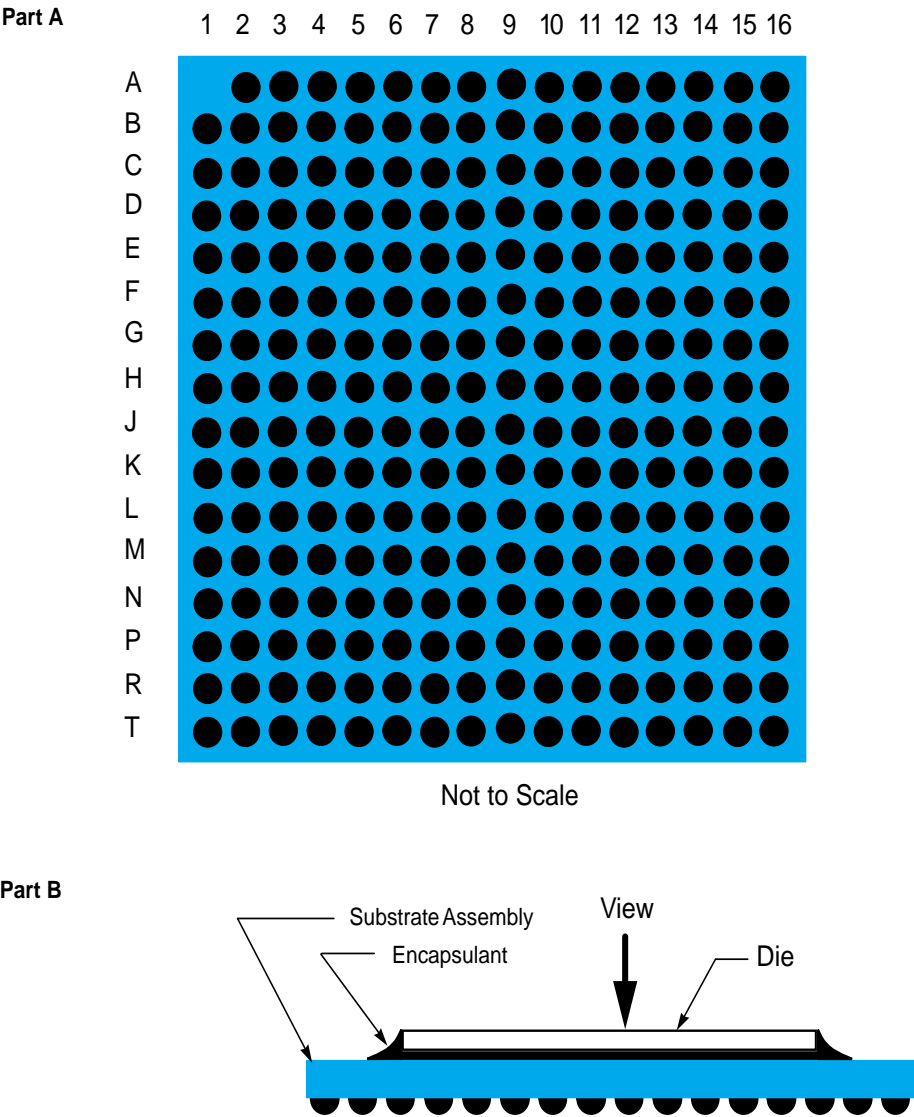 Part A
1 2 3 4 5 6 7 8 9 10 11 12 13 14 15 16
A
B
C
D
E
F
G
H
J
K
L
M
N
P
R
T
Not to Scale
Part B
Substrate Assembly
View
Encapsulant
Die